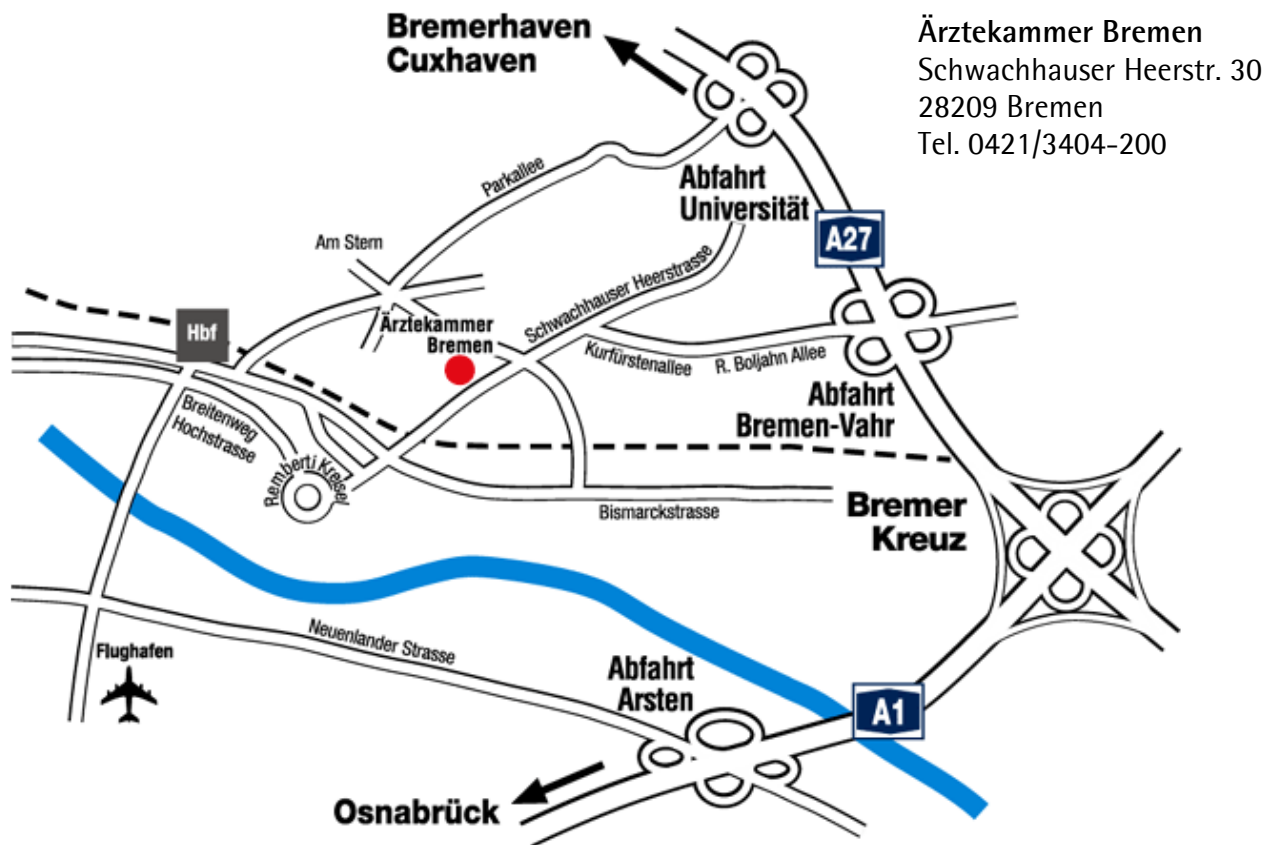 Bremerhaven
Cuxhaven
Ärztekammer Bremen
Schwachhauser Heerstr. 30
28209 Bremen
Tel. 0421/3404-200
Parkallee
Abfahrt
Universität
A27
Am Stern
Schwachhauser Heerstrasse
Hbf
Ärztekammer
Bremen
Kurfürstenallee
R. Boljahn Allee
Abfahrt
Bremen-Vahr
Breitenweg
Hochstrasse
Remberti Kreisel
Bismarckstrasse
Bremer
Kreuz
Neuenlander Strasse
Flughafen
Abfahrt
Arsten
A1
Osnabrück